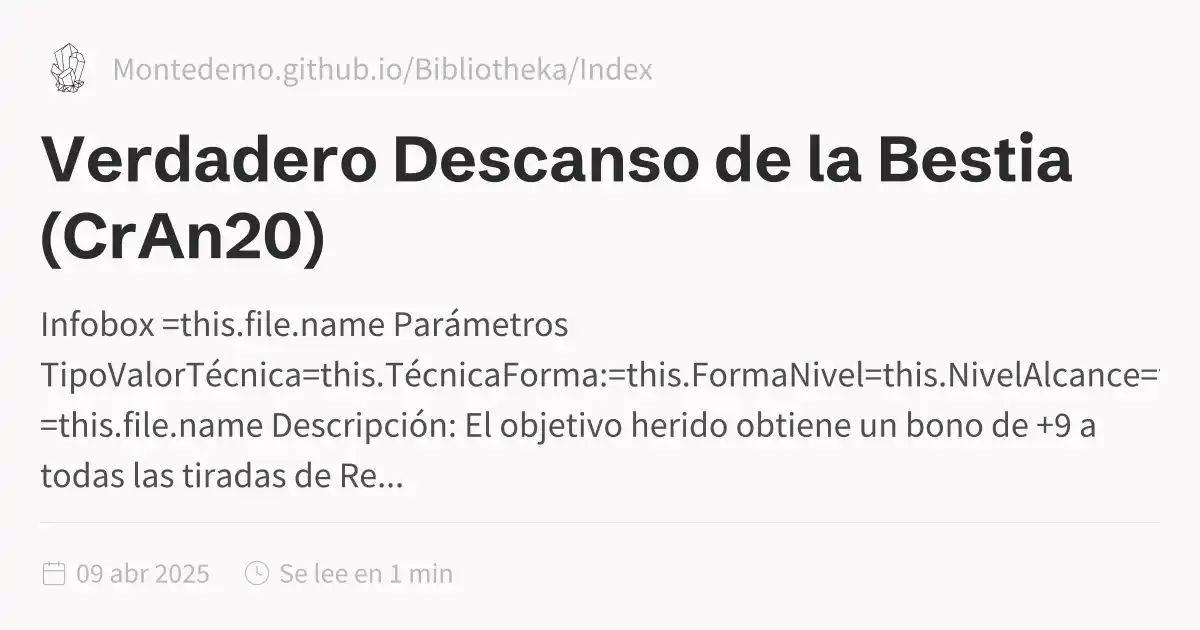 Montedemo.github.io/Bibliotheka/Index
Verdadero Descanso de la Bestia
(CrAn20)
Infobox =this.file.name Parámetros
TipoValorTécnica=this.TécnicaForma:=this.FormaNivel=this.NivelAlcance=
=this.file.name Descripción: El objetivo herido obtiene un bono de +9 a
todas las tiradas de Re...
09 abr 2025 Se lee en 1 min